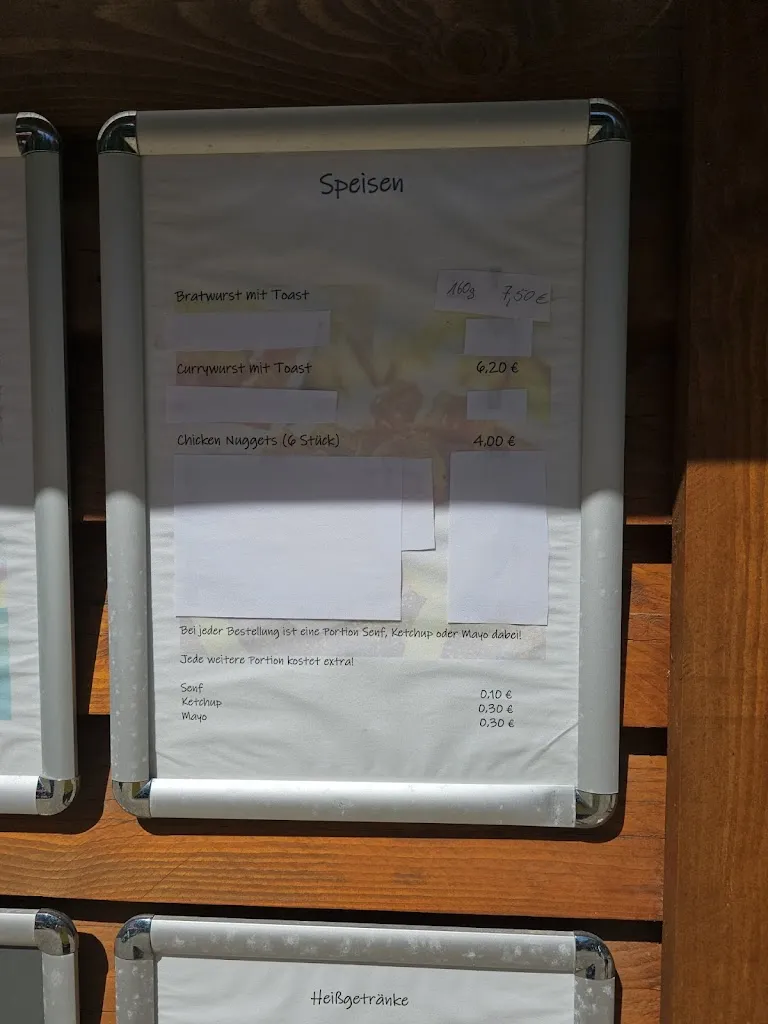 Speisen
Bratwurst mit Toast 160g 7,50 €
Currywurst mit Toast 6,20 €
Chicken Nuggets (6 Stück) 4,00 €
Bei jeder Bestellung ist eine Portion Senf, Ketchup oder Mayo dabei!
Jede weitere Portion kostet extra!
Senf 0,10 €
Ketchup 0,30 €
Mayo 0,30 €
Heißgetränke